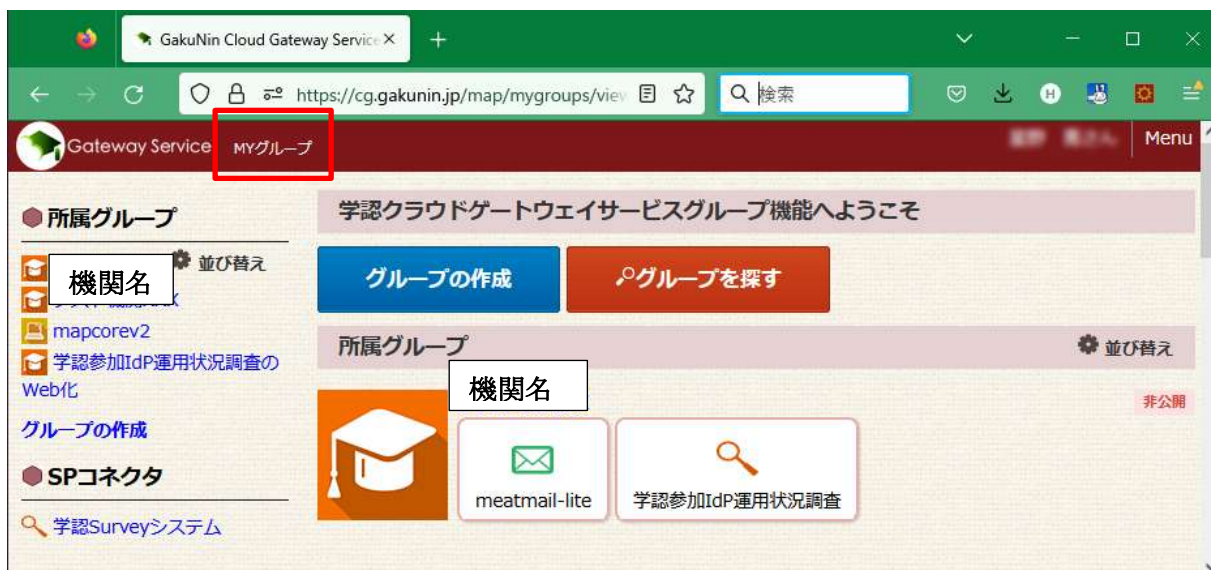 GakuNin Cloud Gateway Service
https://cg.gakunin.jp/map/mygroups/view
検索
Gateway Service MYグループ
Menu
所属グループ
並び替え
機関名
mapcorev2
学認参加IdP運用状況調査の
Web化
グループの作成
SPコネクタ
学認Surveyシステム
学認クラウドゲートウェイサービスグループ機能へようこそ
グループの作成
グループを探す
所属グループ
並び替え
機関名
非公開
meatmail-lite
学認参加IdP運用状況調査